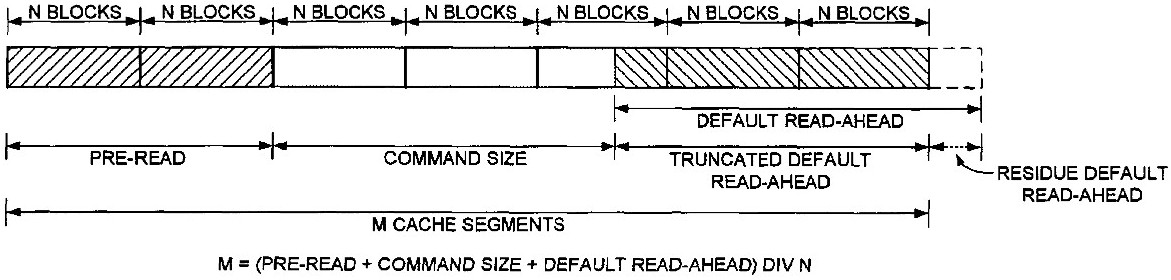 N BLOCKS N BLOCKS N BLOCKS N BLOCKS N BLOCKS N BLOCKS N BLOCKS
DEFAULT READ-AHEAD
PRE-READ COMMAND SIZE TRUNCATED DEFAULT
READ-AHEAD
RESIDUE DEFAULT
READ-AHEAD
M CACHE SEGMENTS
M = (PRE-READ + COMMAND SIZE + DEFAULT READ-AHEAD) DIV N